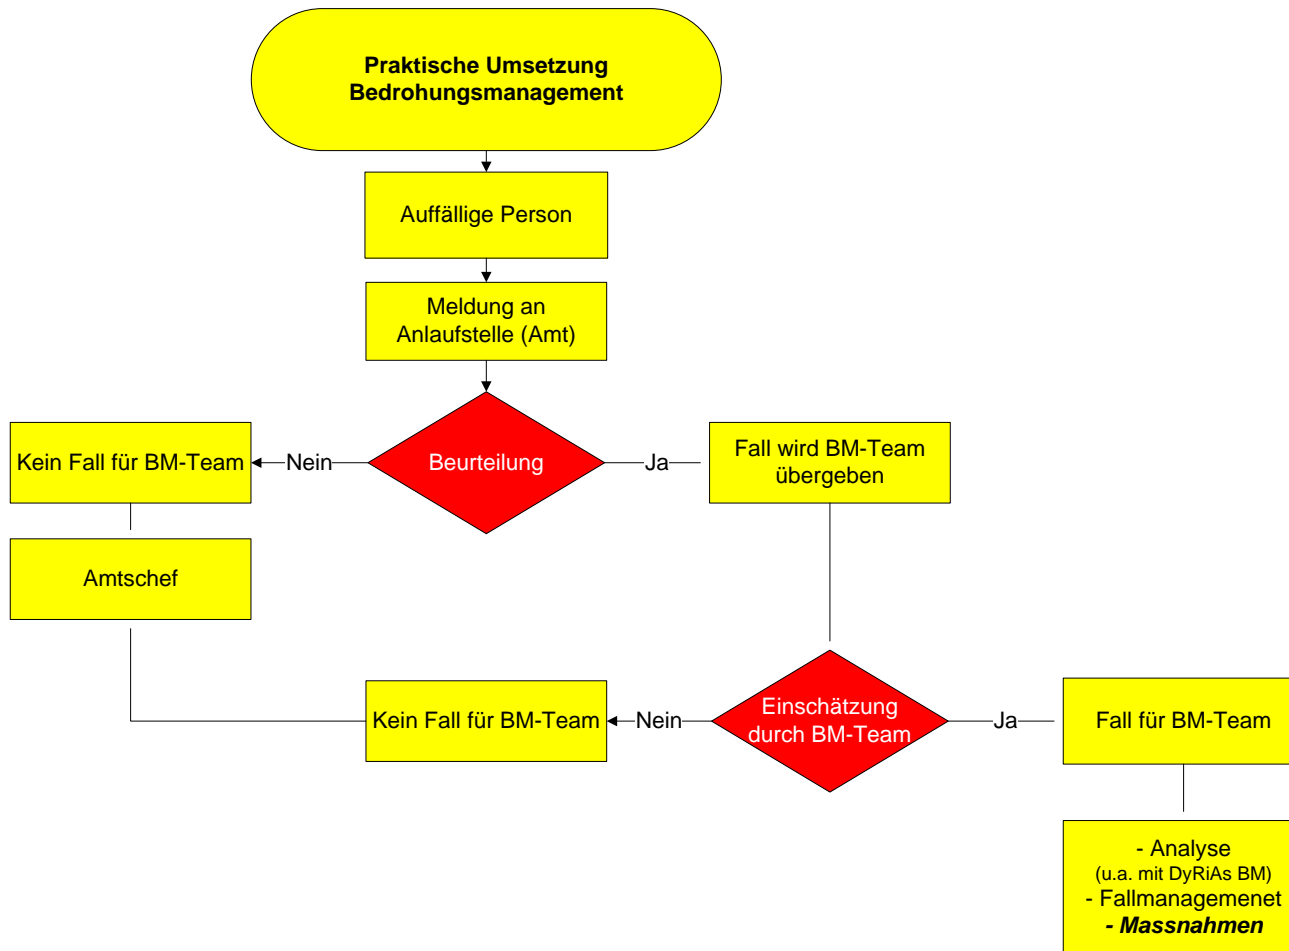 Praktische Umsetzung
Bedrohungsmanagement
Auffällige Person
Meldung an
Anlaufstelle (Amt)
Kein Fall für BM-Team
Nein
Beurteilung
Ja
Fall wird BM-Team
übergeben
Amtschef
Kein Fall für BM-Team
Nein
Einschätzung
durch BM-Team
Ja
Fall für BM-Team
- Analyse
(u.a. mit DyRiAs BM)
- Fallmanagemenet
- Massnahmen